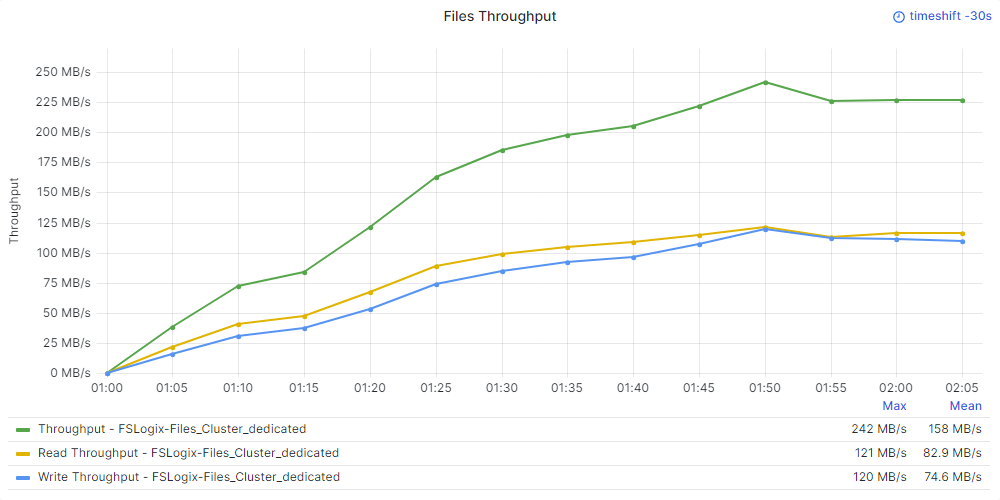 Files Throughput
timeshift -30s
Throughput
250 MB/s
225 MB/s
200 MB/s
175 MB/s
150 MB/s
125 MB/s
100 MB/s
75 MB/s
50 MB/s
25 MB/s
0 MB/s
01:00 01:05 01:10 01:15 01:20 01:25 01:30 01:35 01:40 01:45 01:50 01:55 02:00 02:05
Max Mean
Throughput - FSLogix-Files_Cluster_dedicated 242 MB/s 158 MB/s
Read Throughput - FSLogix-Files_Cluster_dedicated 121 MB/s 82.9 MB/s
Write Throughput - FSLogix-Files_Cluster_dedicated 120 MB/s 74.6 MB/s